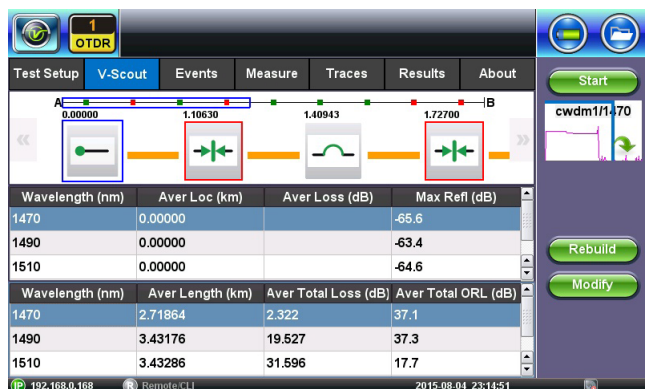 1
OTDR
Test Setup V-Scout Events Measure Traces Results About
Start
A B
0.00000 1.10630 1.40943 1.72700
cwdm1/1470
Wavelength (nm) Aver Loc (km) Aver Loss (dB) Max Refl (dB)
1470 0.00000 -65.6
1490 0.00000 -63.4
1510 0.00000 -64.6
Rebuild
Modify
Wavelength (nm) Aver Length (km) Aver Total Loss (dB) Aver Total ORL (dB)
1470 2.71864 2.322 37.1
1490 3.43176 19.527 37.3
1510 3.43286 31.596 17.7
IP 192.168.0.168 R Remote/CLI 2015-08-04 23:14:51